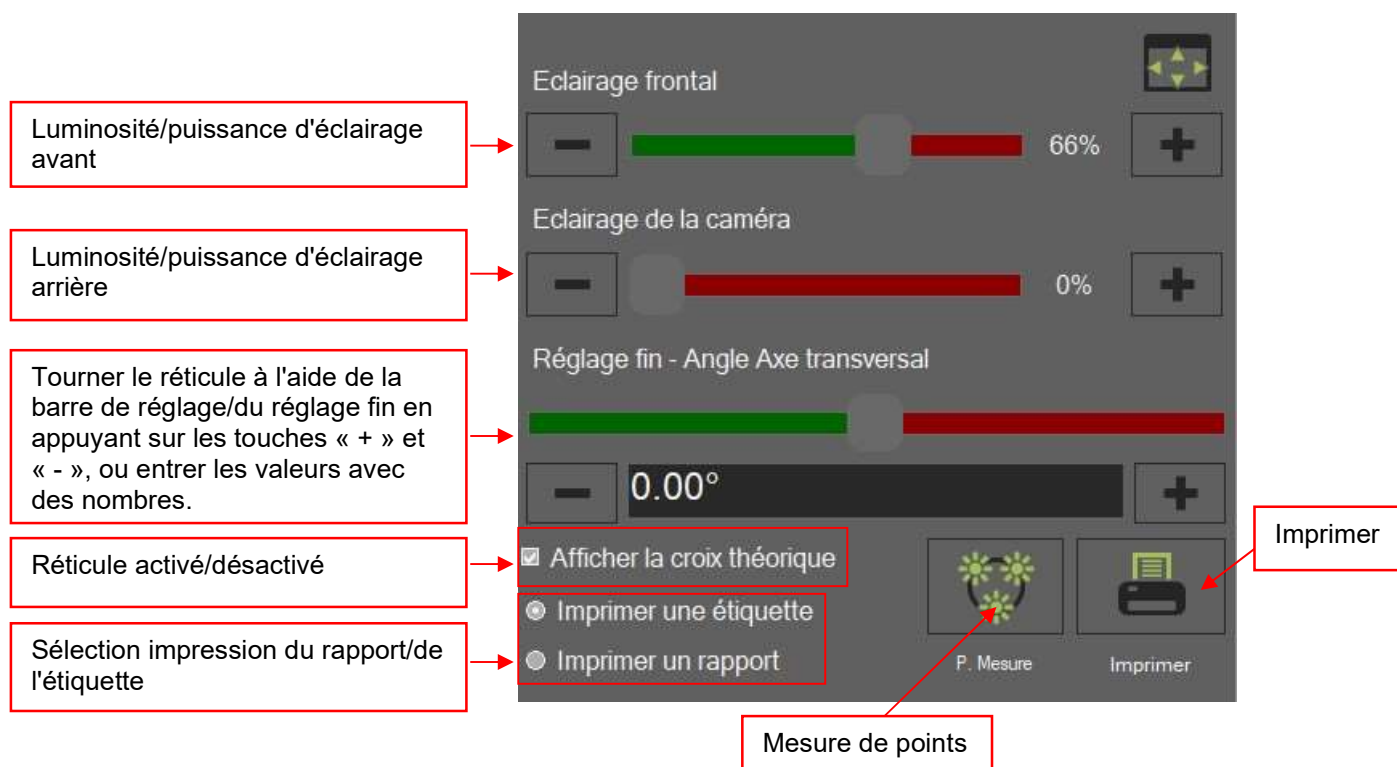 Eclairage frontal
Luminosité/puissance d'éclairage
avant
66%
Eclairage de la caméra
Luminosité/puissance d'éclairage
arrière
0%
Réglage fin - Angle Axe transversal
Tourner le réticule à l'aide de la
barre de réglage/du réglage fin en
appuyant sur les touches « + » et
« - », ou entrer les valeurs avec
des nombres.
0.00°
Réticule activé/désactivé
Afficher la croix théorique
Imprimer
Sélection impression du rapport/de
l'étiquette
Imprimer une étiquette
Imprimer un rapport
P. Mesure
Imprimer
Mesure de points